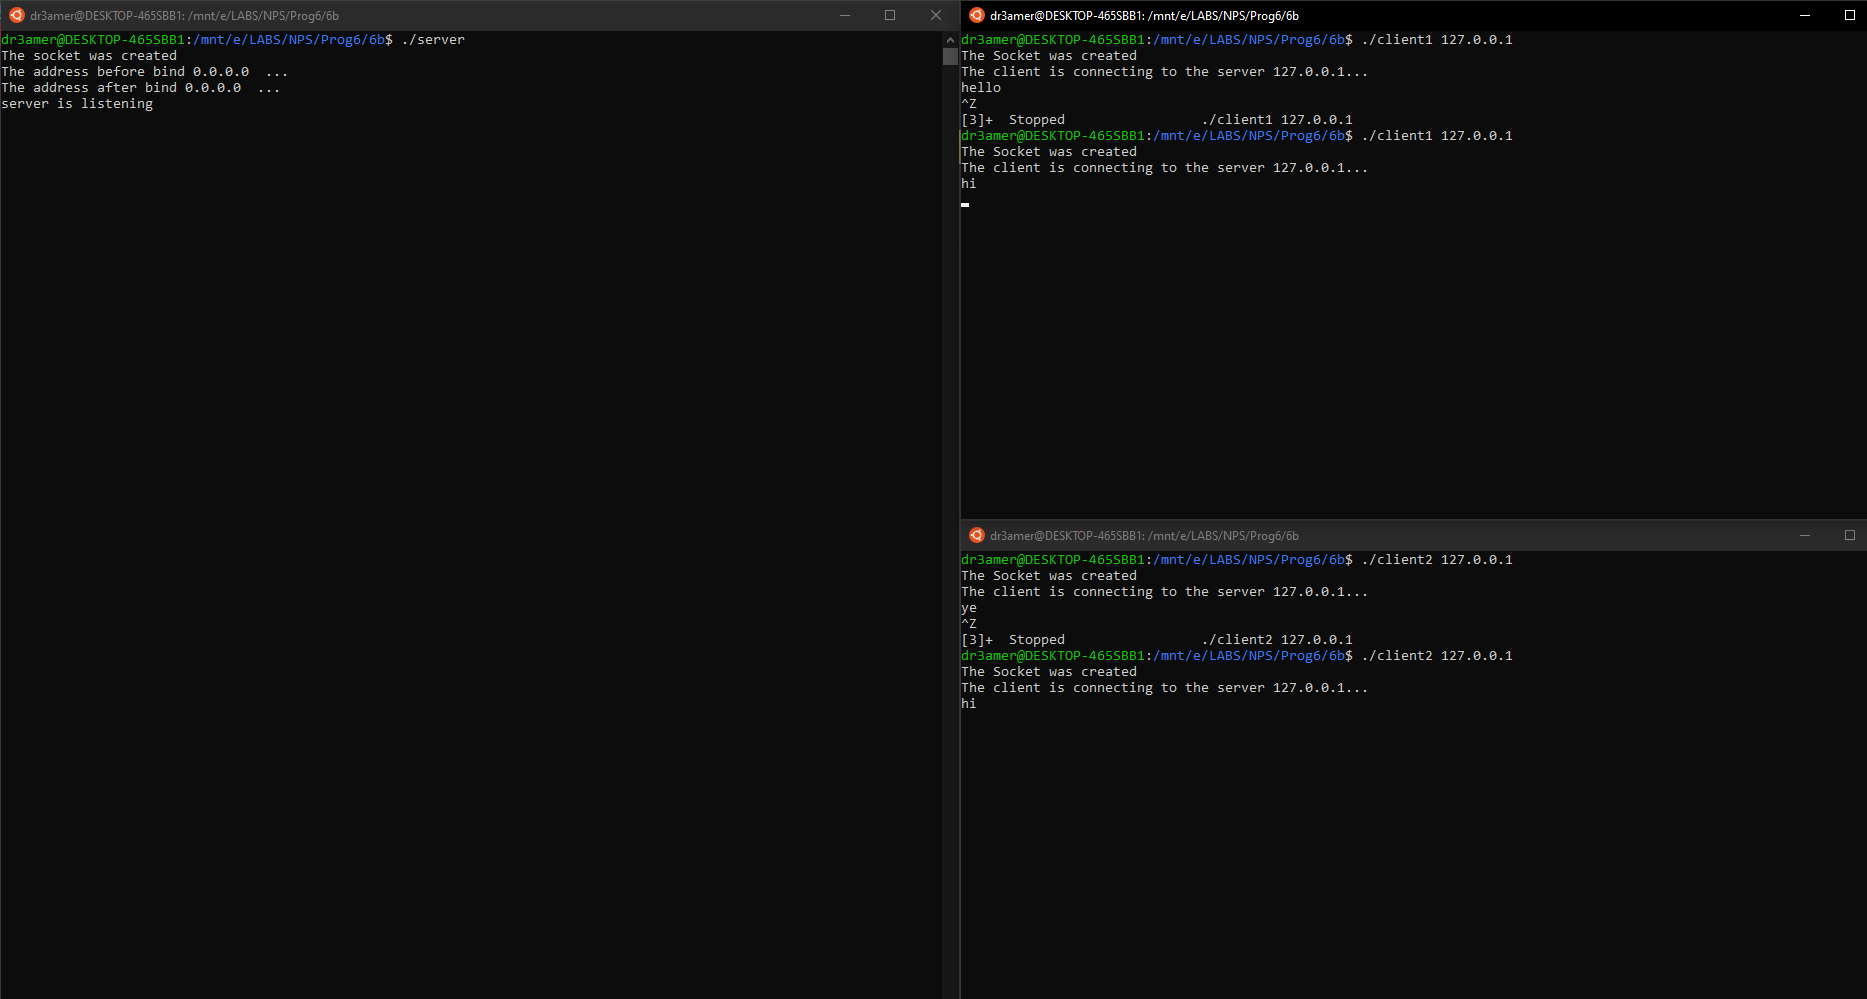 dr3amer@DESKTOP-465SBB1: /mnt/e/LABS/NPS/Prog6/6b
dr3amer@DESKTOP-465SBB1:/mnt/e/LABS/NPS/Prog6/6b$ ./server
The socket was created
The address before bind 0.0.0.0  ...
The address after bind 0.0.0.0  ...
server is listening
dr3amer@DESKTOP-465SBB1: /mnt/e/LABS/NPS/Prog6/6b
dr3amer@DESKTOP-465SBB1:/mnt/e/LABS/NPS/Prog6/6b$ ./client1 127.0.0.1
The Socket was created
The client is connecting to the server 127.0.0.1...
hello
^Z
[3]+  Stopped                 ./client1 127.0.0.1
dr3amer@DESKTOP-465SBB1:/mnt/e/LABS/NPS/Prog6/6b$ ./client1 127.0.0.1
The Socket was created
The client is connecting to the server 127.0.0.1...
hi
dr3amer@DESKTOP-465SBB1: /mnt/e/LABS/NPS/Prog6/6b
dr3amer@DESKTOP-465SBB1:/mnt/e/LABS/NPS/Prog6/6b$ ./client2 127.0.0.1
The Socket was created
The client is connecting to the server 127.0.0.1...
ye
^Z
[3]+  Stopped                 ./client2 127.0.0.1
dr3amer@DESKTOP-465SBB1:/mnt/e/LABS/NPS/Prog6/6b$ ./client2 127.0.0.1
The Socket was created
The client is connecting to the server 127.0.0.1...
hi